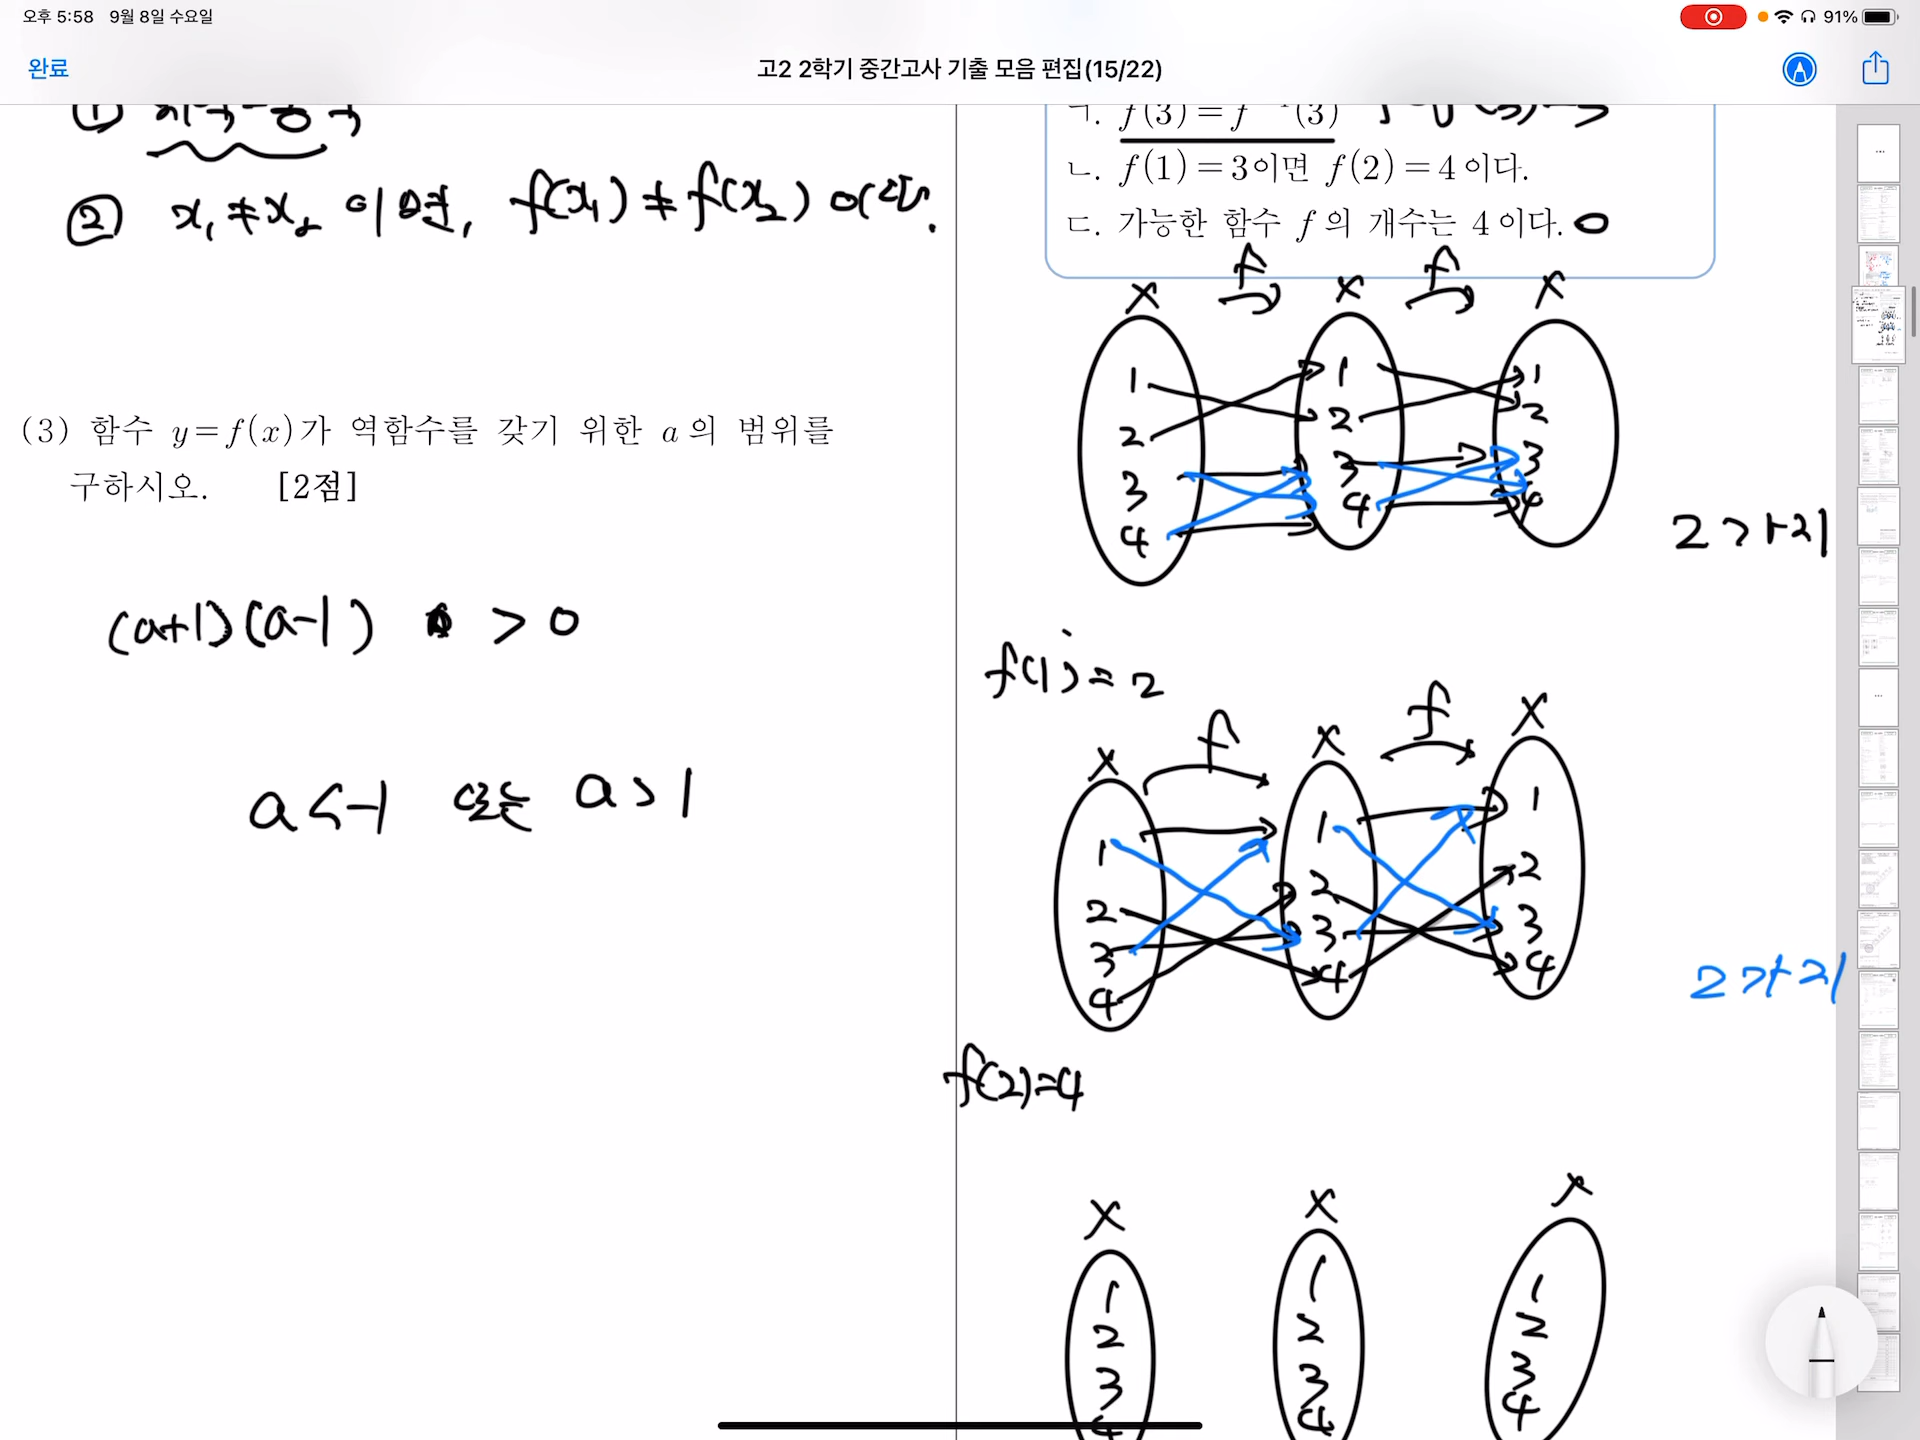 오후 5:58 9월 8일 수요일
91%
완료
고2 2학기 중간고사 기출 모음 편집(15/22)
①
② x₁≠x₂ 이면, f(x₁)≠f(x₂) 이다.
(3) 함수 y=f(x)가 역함수를 갖기 위한 a의 범위를
구하시오. [2점]
(a+1)(a-1) > 0
a<-1 또는 a>1
ㄱ. f(3)=f⁻¹(3)
ㄴ. f(1)=3이면 f(2)=4이다.
ㄷ. 가능한 함수 f의 개수는 4이다. O
f f
X X X
1 1 1
2 2 2
3 3 3
4 4 4
2가지
f(1)=2
f f
X X X
1 1 1
2 2 2
3 3 3
4 4 4
2가지
f(2)=4
X X X
1 1 1
2 2 2
3 3 3
4 4 4